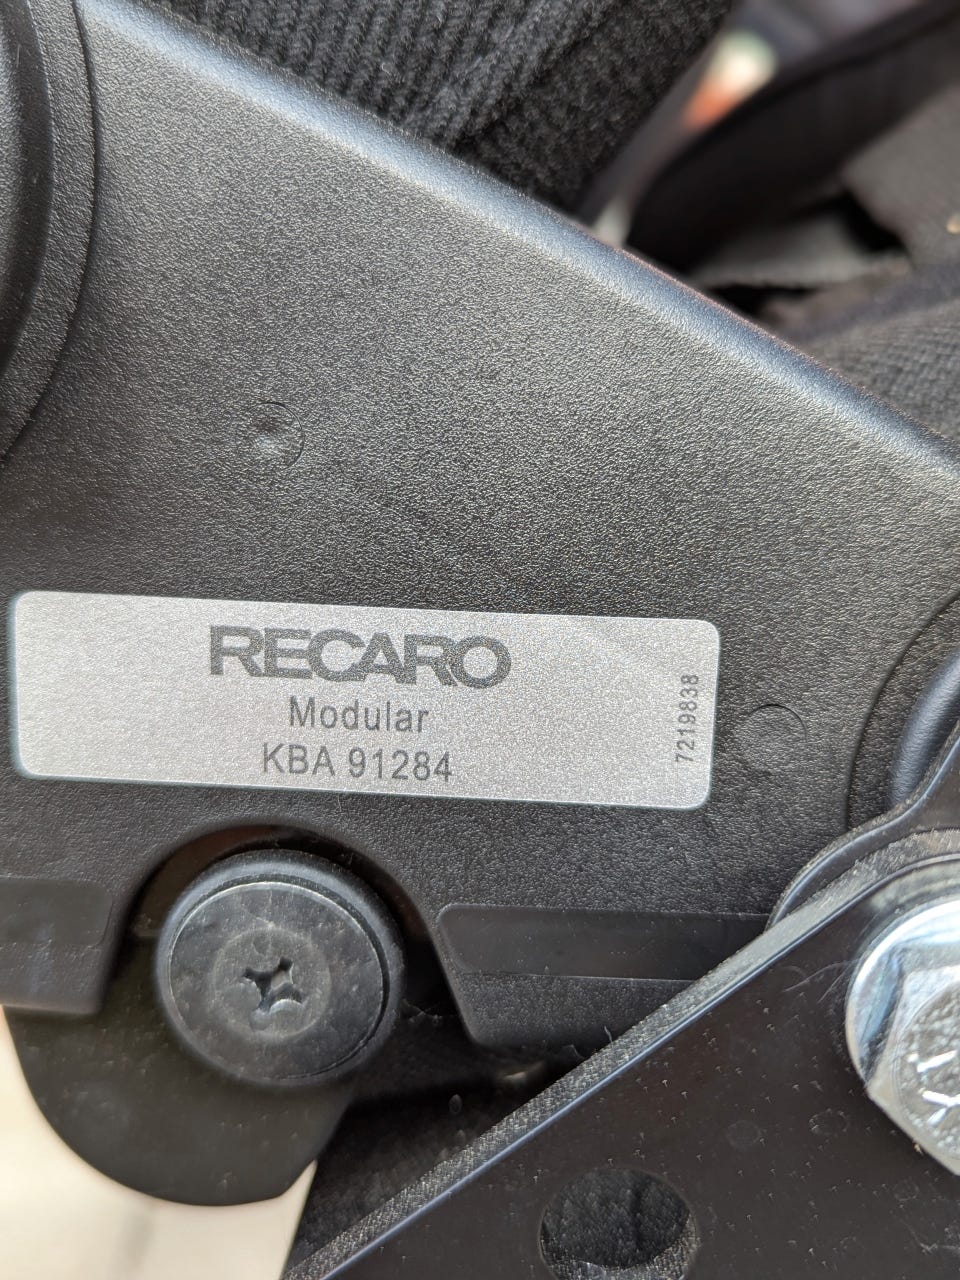 RECARO
Modular
KBA 91284
7219838